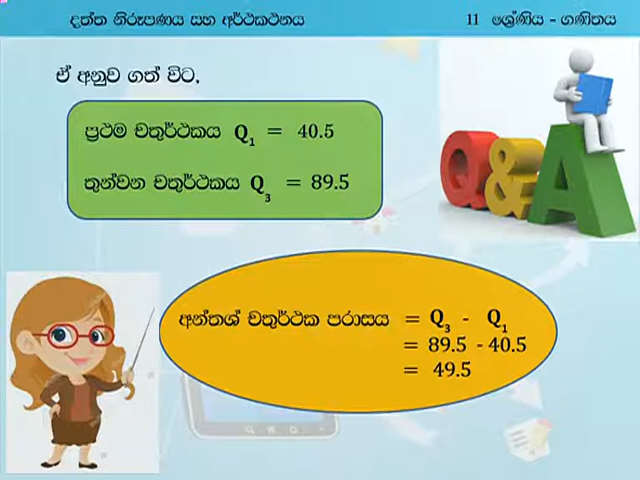 දත්ත නිරූපණය සහ අර්ථකථනය 11 ශ්‍රේණිය - ගණිතය
ඒ අනුව ගත් විට,
ප්‍රථම චතුර්ථකය Q₁ = 40.5
තුන්වන චතුර්ථකය Q₃ = 89.5
Q & A
අන්තශ් චතුර්ථක පරාසය = Q₃ - Q₁
= 89.5 - 40.5
= 49.5